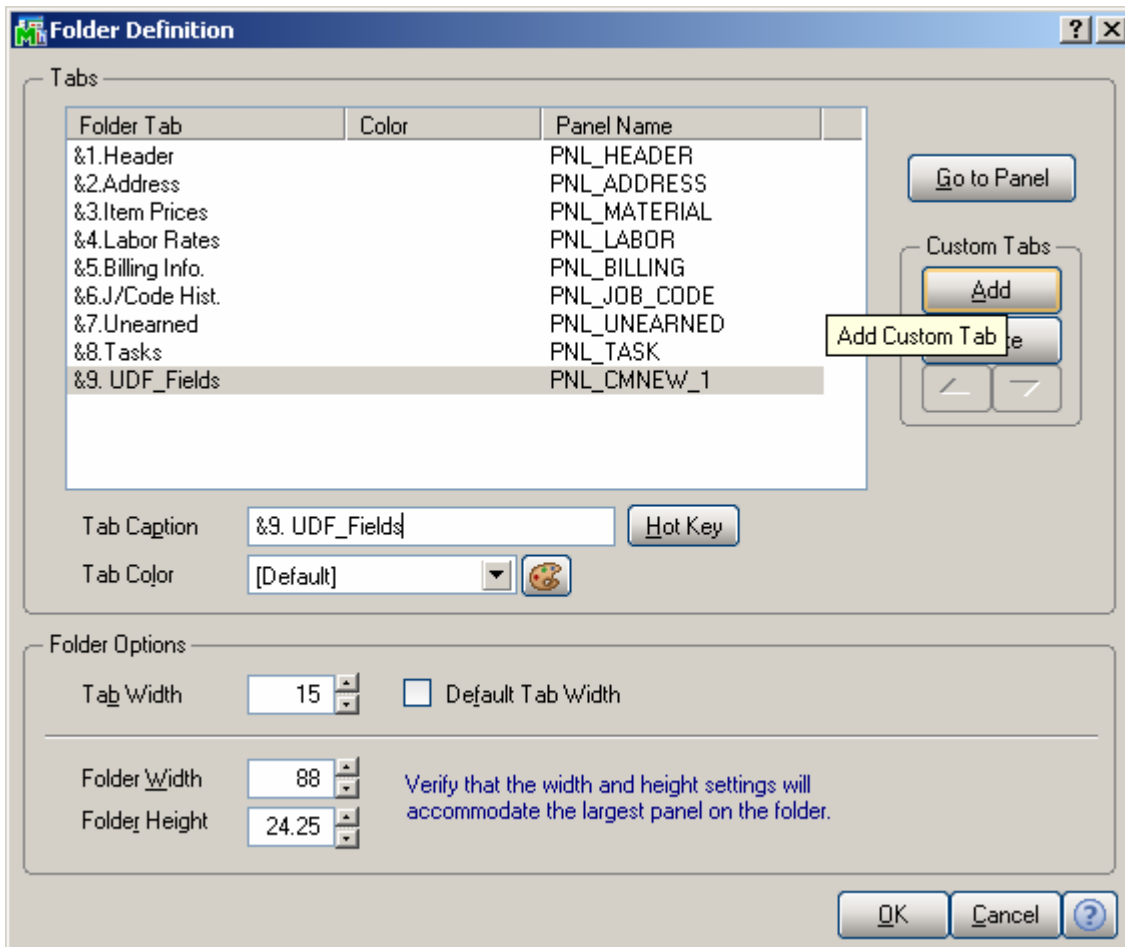 Folder Definition
Tabs
Folder Tab Color Panel Name
&1.Header PNL_HEADER
&2.Address PNL_ADDRESS
&3.Item Prices PNL_MATERIAL
&4.Labor Rates PNL_LABOR
&5.Billing Info. PNL_BILLING
&6.J/Code Hist. PNL_JOB_CODE
&7.Unearned PNL_UNEARNED
&8.Tasks PNL_TASK
&9. UDF_Fields PNL_CMNEW_1
Go to Panel
Custom Tabs
Add
Add Custom Tab
Tab Caption &9. UDF_Fields Hot Key
Tab Color [Default]
Folder Options
Tab Width 15 Default Tab Width
Folder Width 88 Verify that the width and height settings will
Folder Height 24.25 accommodate the largest panel on the folder.
OK Cancel ?